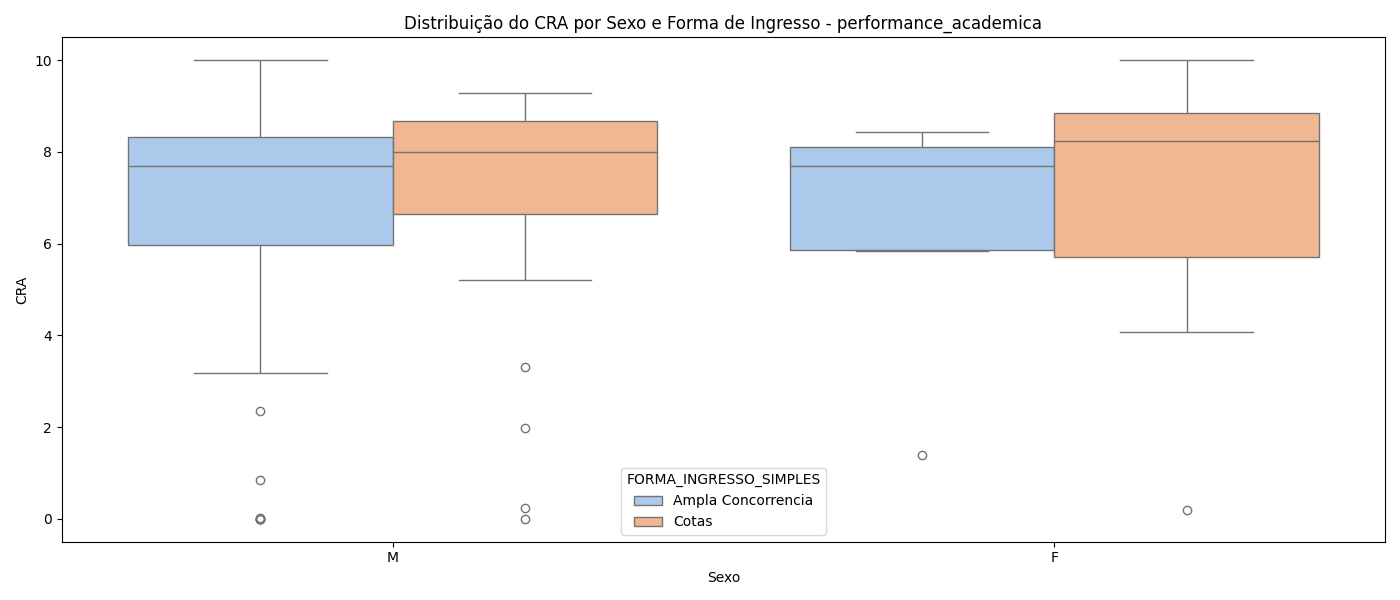 Distribuição do CRA por Sexo e Forma de Ingresso - performance_academica
10
8
6
4
2
0
CRA
FORMA_INGRESSO_SIMPLES
Ampla Concorrencia
Cotas
M
F
Sexo